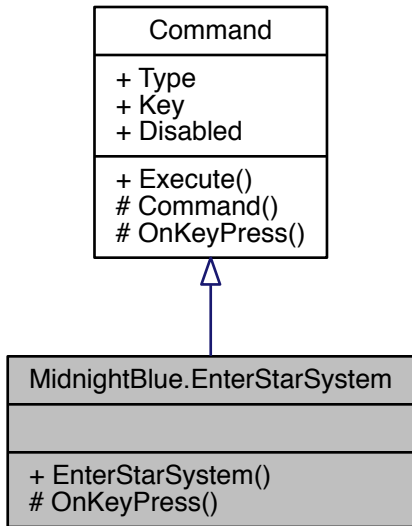 Command
+ Type
+ Key
+ Disabled
+ Execute()
# Command()
# OnKeyPress()
MidnightBlue.EnterStarSystem
+ EnterStarSystem()
# OnKeyPress()